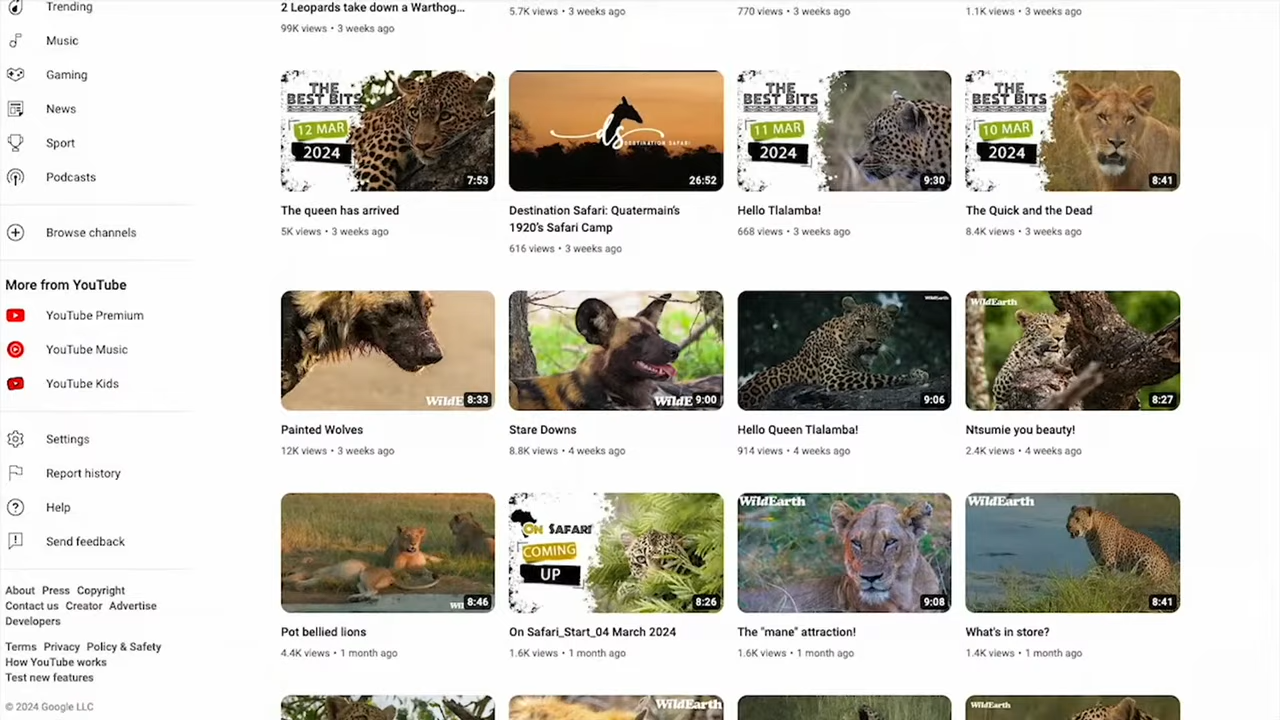 Trending
Music
Gaming
News
Sport
Podcasts
Browse channels
More from YouTube
YouTube Premium
YouTube Music
YouTube Kids
Settings
Report history
Help
Send feedback
About Press Copyright
Contact us Creator Advertise
Developers
Terms Privacy Policy & Safety
How YouTube works
Test new features
© 2024 Google LLC
2 Leopards take down a Warthog...
99K views • 3 weeks ago
5.7K views • 3 weeks ago
770 views • 3 weeks ago
1.1K views • 3 weeks ago
THE
BEST BITS
12 MAR
2024
7:53
The queen has arrived
5K views • 3 weeks ago
ds
DESTINATION SAFARI
26:52
Destination Safari: Quatermain's
1920's Safari Camp
616 views • 3 weeks ago
THE
BEST BITS
11 MAR
2024
9:30
Hello Tlalamba!
668 views • 3 weeks ago
THE
BEST BITS
10 MAR
2024
8:41
The Quick and the Dead
8.4K views • 3 weeks ago
WildE
8:33
Painted Wolves
12K views • 3 weeks ago
WildE
9:00
Stare Downs
8.8K views • 4 weeks ago
WildEarth
9:06
Hello Queen Tlalamba!
914 views • 4 weeks ago
WildEarth
8:27
Ntsumie you beauty!
2.4K views • 4 weeks ago
Wi
8:46
Pot bellied lions
4.4K views • 1 month ago
ON SAFARI
COMING
UP
8:26
On Safari_Start_04 March 2024
1.6K views • 1 month ago
WildEarth
9:08
The "mane" attraction!
1.6K views • 1 month ago
WildEarth
8:41
What's in store?
1.4K views • 1 month ago
WildEarth
WildEarth